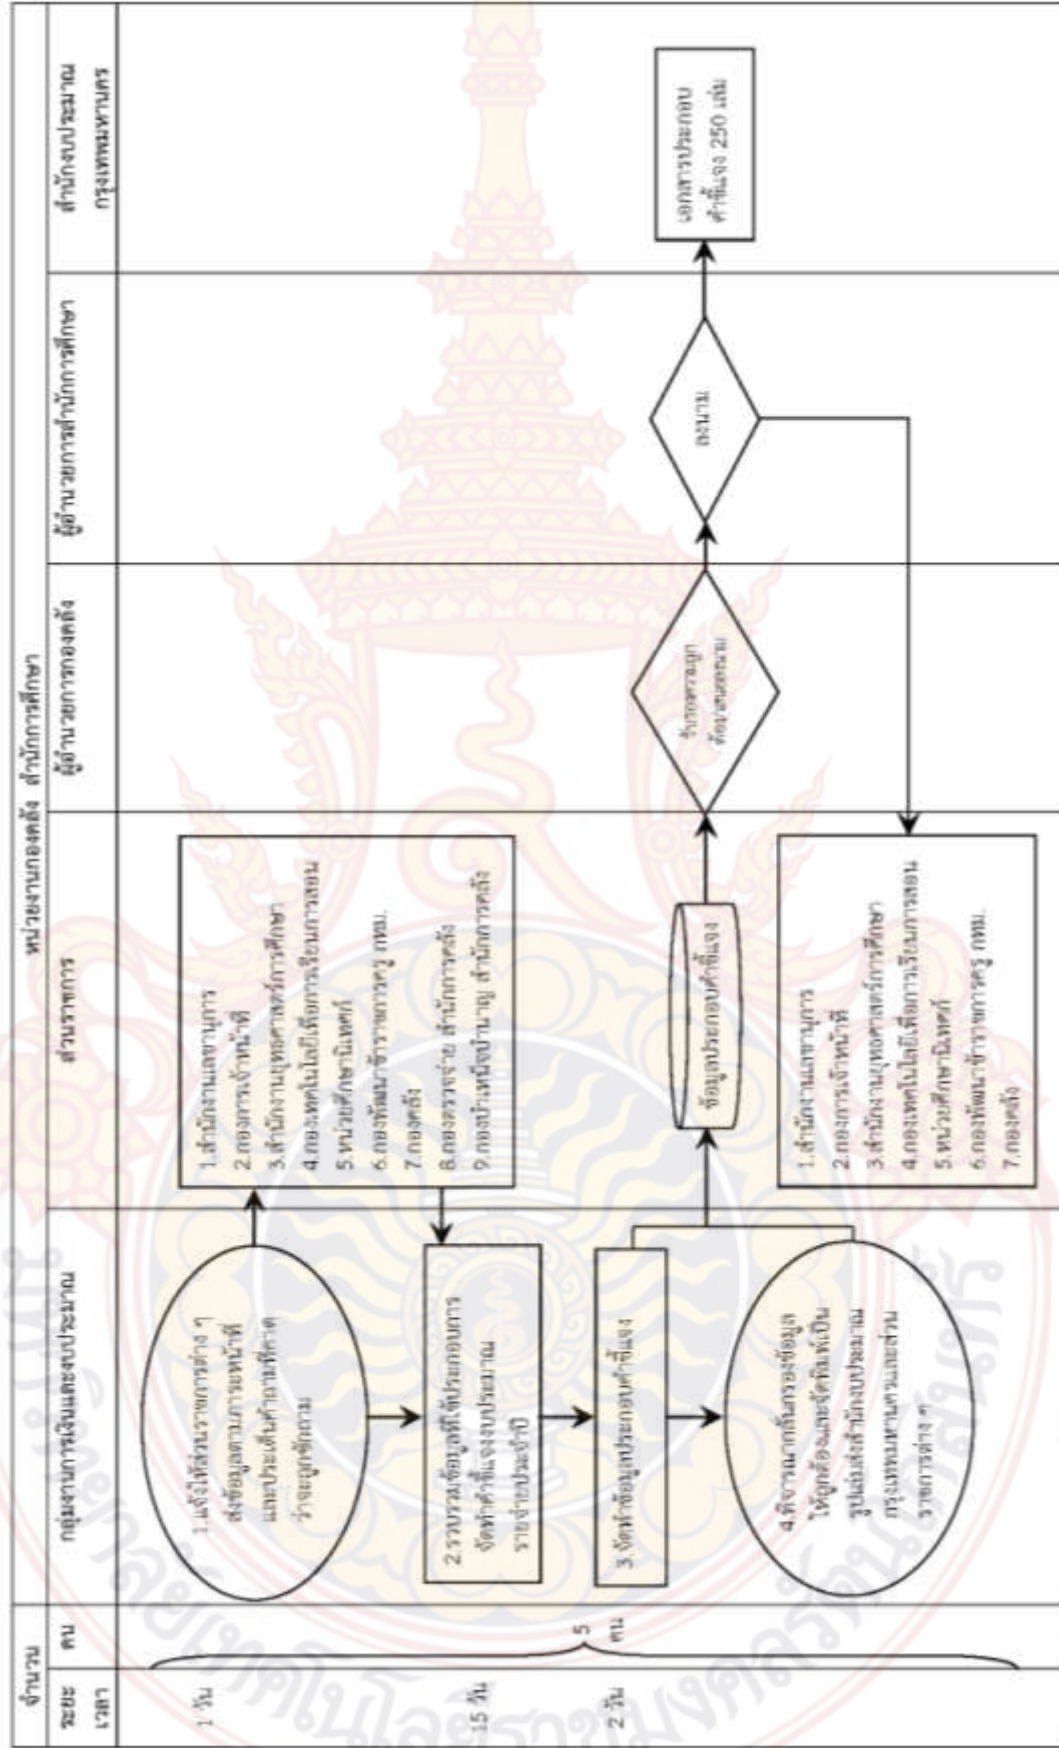 จำนวน
หน่วยงานกองคลัง สำนักการศึกษา
ระยะ
เวลา
คน
กลุ่มงานการเงินและงบประมาณ
ส่วนราชการ
ผู้อำนวยการกองคลัง
ผู้อำนวยการสำนักการศึกษา
สำนักงบประมาณ
กรุงเทพมหานคร
1 วัน
1.แจ้งให้ส่วนราชการต่าง ๆ
ส่งข้อมูลตามภาระหน้าที่
และประเด็นคำถามที่คาด
ว่าจะถูกซักถาม
1.สำนักงานเลขานุการ
2.กองการเจ้าหน้าที่
3.สำนักงานยุทธศาสตร์การศึกษา
4.กองเทคโนโลยีเพื่อการเรียนการสอน
5.หน่วยศึกษานิเทศก์
6.กองพัฒนาข้าราชการครู กทม.
7.กองคลัง
8.กองตรวจจ่าย สำนักการคลัง
9.กองบำเหน็จบำนาญ สำนักการคลัง
15 วัน
2.รวบรวมข้อมูลที่ใช้ประกอบการ
จัดทำคำชี้แจงงบประมาณ
รายจ่ายประจำปี
5
คน
2 วัน
3.จัดทำข้อมูลประกอบคำชี้แจง
ข้อมูลประกอบคำชี้แจง
รับรองความถูก
ต้อง/เสนอลงนาม
ลงนาม
เอกสารประกอบ
คำชี้แจง 250 เล่ม
4.พิจารณากลั่นกรองข้อมูล
ให้ถูกต้องและจัดพิมพ์เป็น
รูปเล่มส่งสำนักงบประมาณ
กรุงเทพมหานครและส่วน
ราชการต่าง ๆ
1.สำนักงานเลขานุการ
2.กองการเจ้าหน้าที่
3.สำนักงานยุทธศาสตร์การศึกษา
4.กองเทคโนโลยีเพื่อการเรียนการสอน
5.หน่วยศึกษานิเทศก์
6.กองพัฒนาข้าราชการครู กทม.
7.กองคลัง